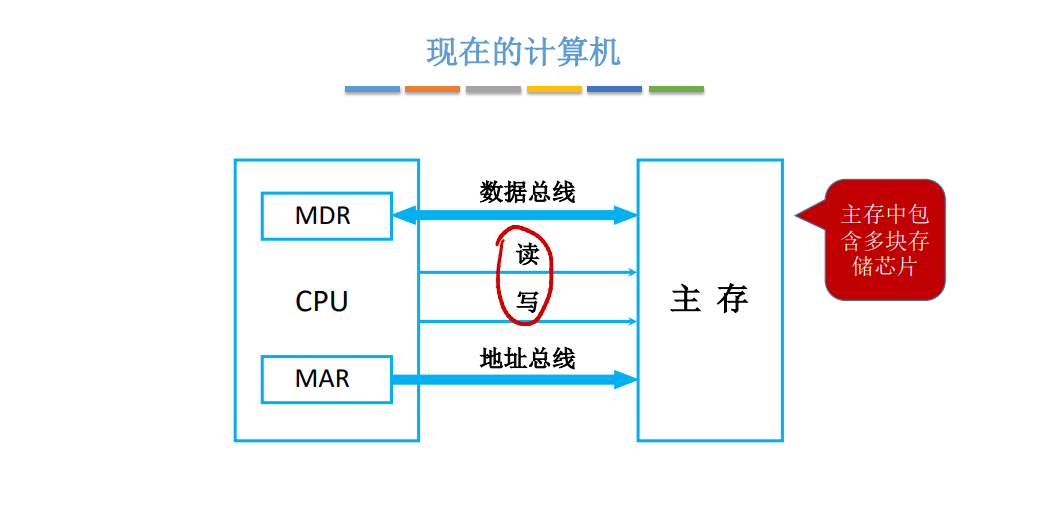 现在的计算机
MDR
CPU
MAR
数据总线
读
写
地址总线
主 存
主存中包
含多块存
储芯片